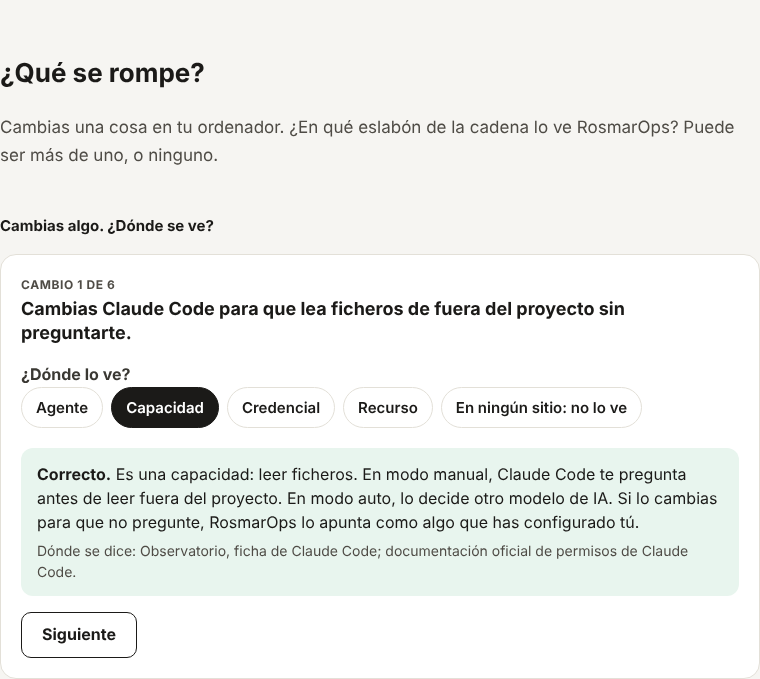 ¿Qué se rompe?
Cambias una cosa en tu ordenador. ¿En qué eslabón de la cadena lo ve RosmarOps? Puede
ser más de uno, o ninguno.
Cambias algo. ¿Dónde se ve?
CAMBIO 1 DE 6
Cambias Claude Code para que lea ficheros de fuera del proyecto sin
preguntarte.
¿Dónde lo ve?
Agente Capacidad Credencial Recurso En ningún sitio: no lo ve
Correcto. Es una capacidad: leer ficheros. En modo manual, Claude Code te pregunta
antes de leer fuera del proyecto. En modo auto, lo decide otro modelo de IA. Si lo cambias
para que no pregunte, RosmarOps lo apunta como algo que has configurado tú.
Dónde se dice: Observatorio, ficha de Claude Code; documentación oficial de permisos de Claude
Code.
Siguiente